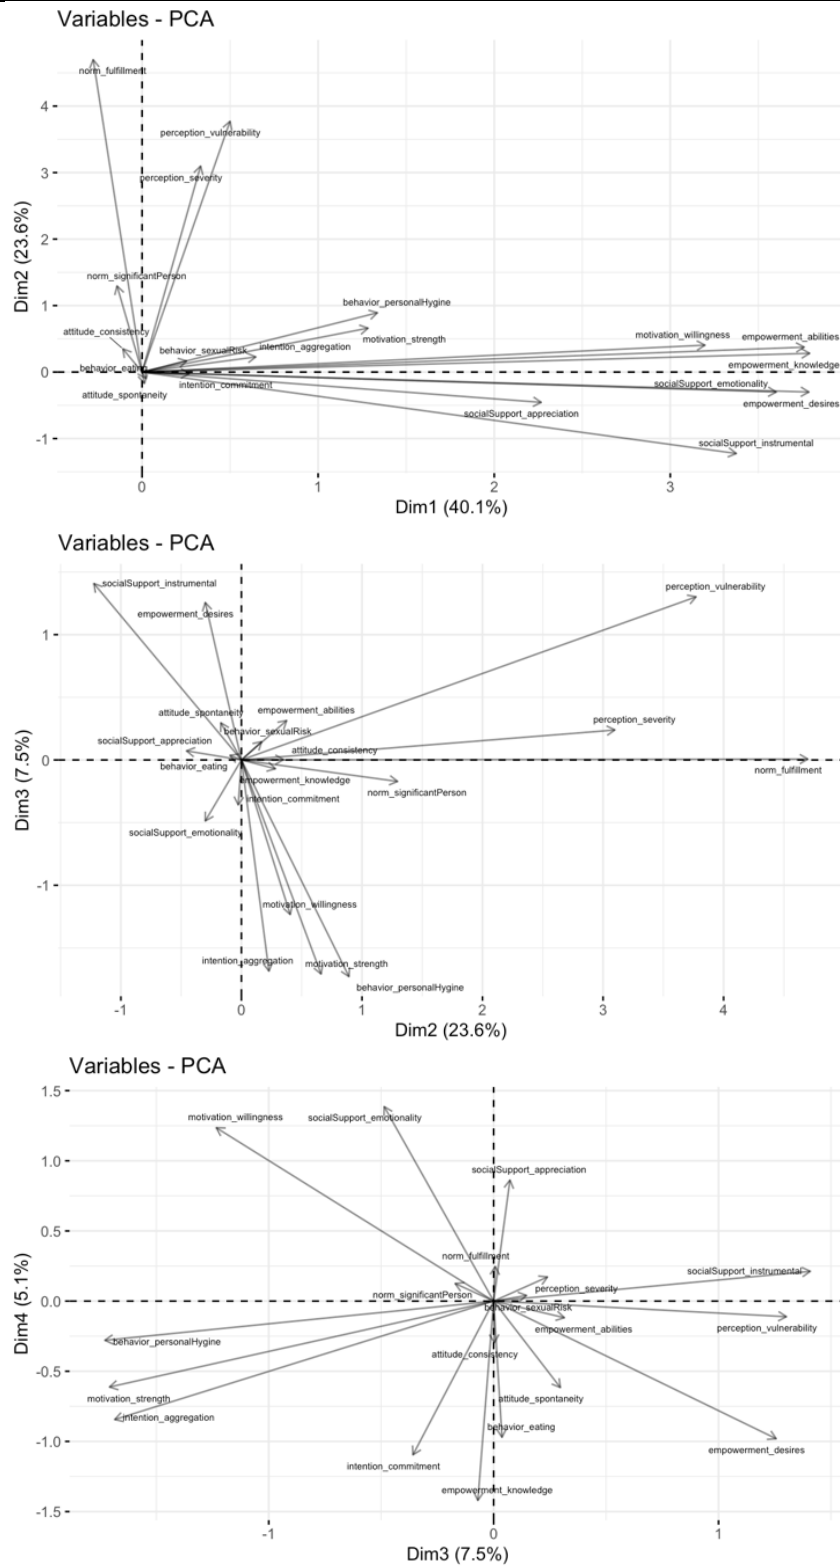 Variables - PCA
norm_fulfillment
4
perception_vulnerability
3
perception_severity
Dim2 (23.6%)
2
norm_significantPerson
1
behavior_personalHygine
attitude_consistency
motivation_strength
motivation_willingness
empowerment_abilities
behavior_sexualRisk
intention_aggregation
empowerment_knowledge
behavior_eating
0
intention_commitment
socialSupport_emotionality
attitude_spontaneity
empowerment_desires
socialSupport_appreciation
-1
socialSupport_instrumental
0
1
2
3
Dim1 (40.1%)
Variables - PCA
socialSupport_instrumental
perception_vulnerability
empowerment_desires
1
attitude_spontaneity
empowerment_abilities
perception_severity
behavior_sexualRisk
socialSupport_appreciation
attitude_consistency
Dim3 (7.5%)
0
behavior_eating
norm_fulfillment
empowerment_knowledge
norm_significantPerson
intention_commitment
socialSupport_emotionality
-1
motivation_willingness
intention_aggregation
motivation_strength
behavior_personalHygine
-1
0
1
2
3
4
Dim2 (23.6%)
Variables - PCA
1.5
motivation_willingness
socialSupport_emotionality
1.0
socialSupport_appreciation
0.5
norm_fulfillment
socialSupport_instrumental
perception_severity
norm_significantPerson
0.0
behavior_sexualRisk
Dim4 (5.1%)
empowerment_abilities
perception_vulnerability
behavior_personalHygine
attitude_consistency
-0.5
motivation_strength
attitude_spontaneity
intention_aggregation
behavior_eating
-1.0
empowerment_desires
intention_commitment
empowerment_knowledge
-1.5
-1
0
1
Dim3 (7.5%)